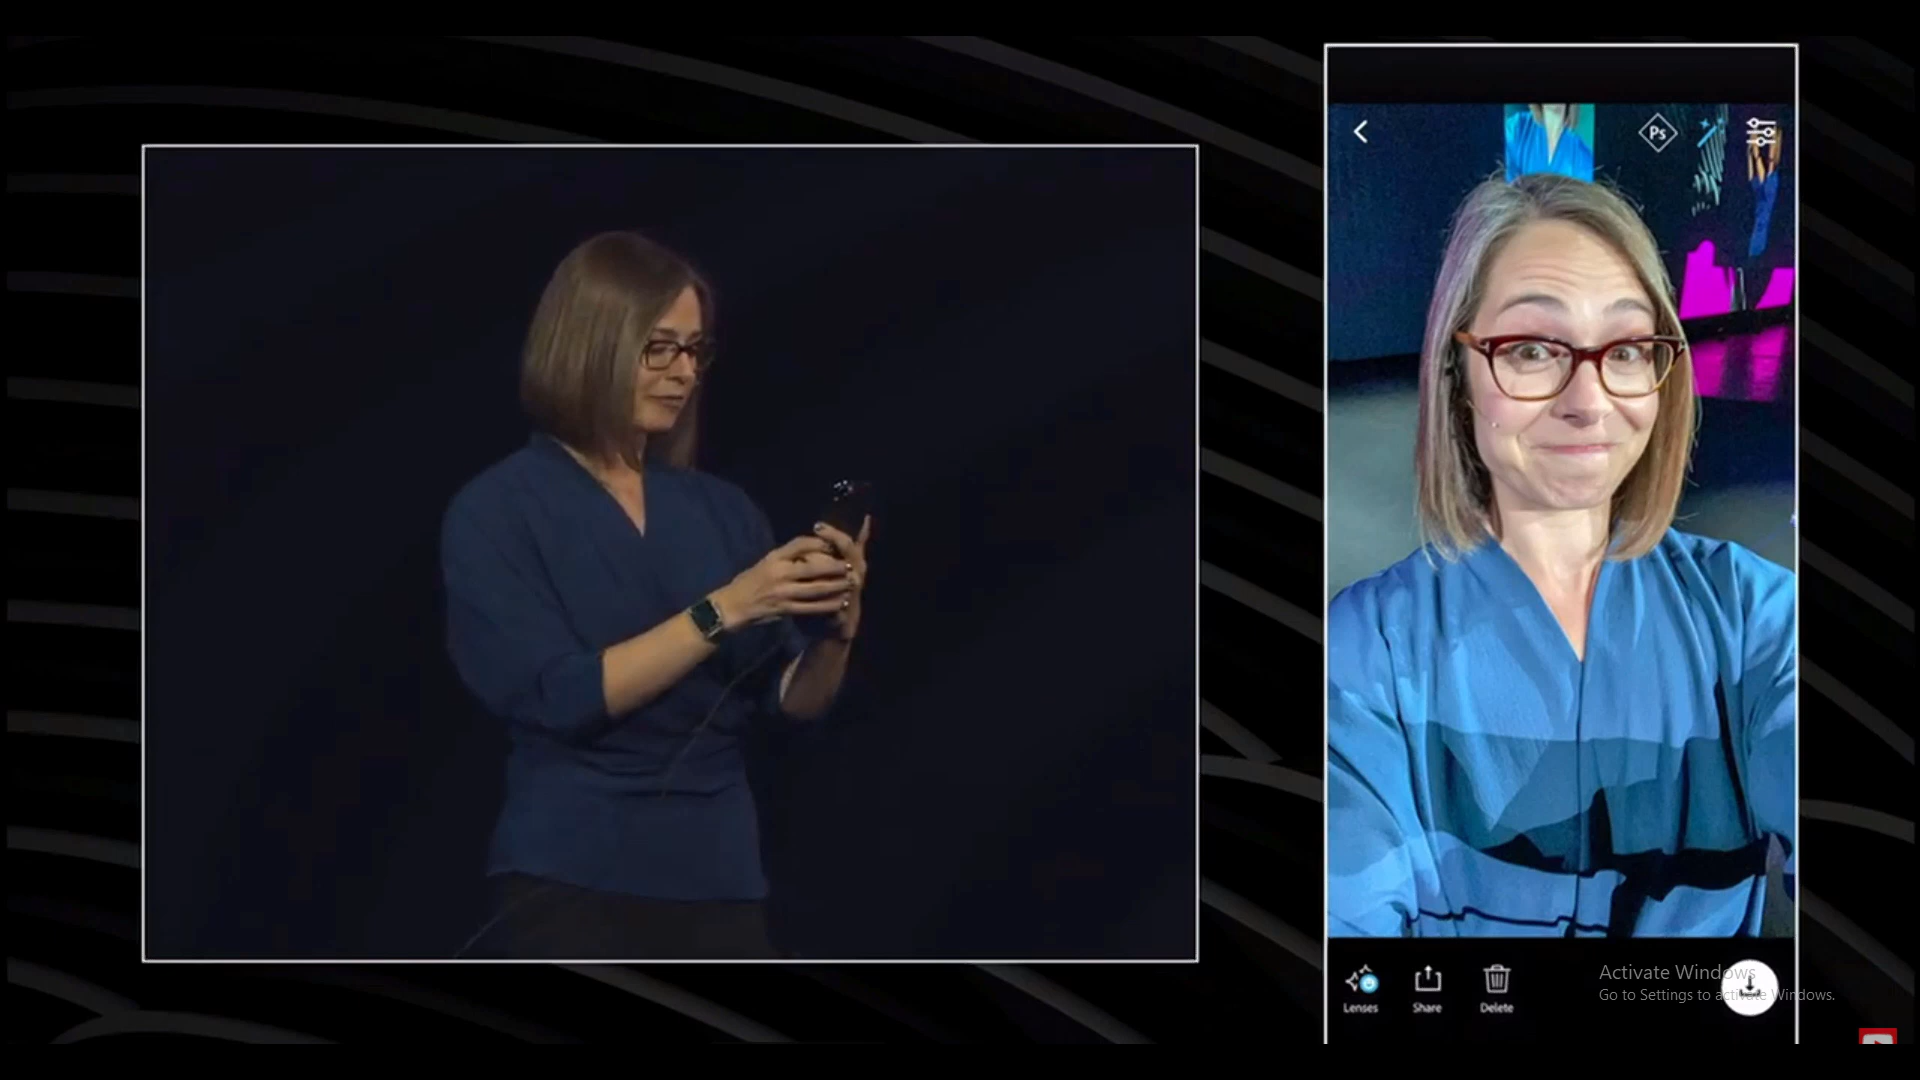 Ps
Lenses
Share
Delete
Activate Windows
Go to Settings to activate Windows.